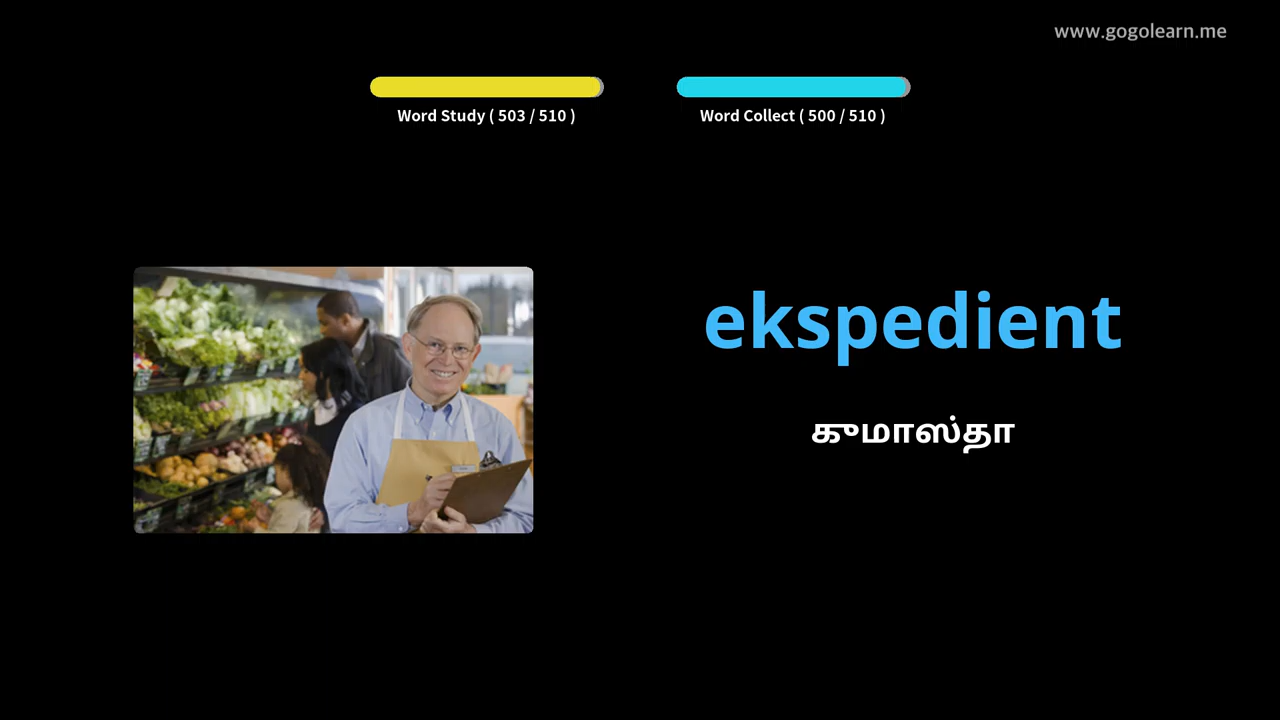 www.gogolearn.me
Word Study ( 503 / 510 )
Word Collect ( 500 / 510 )
ekspedient
குமாஸ்தா